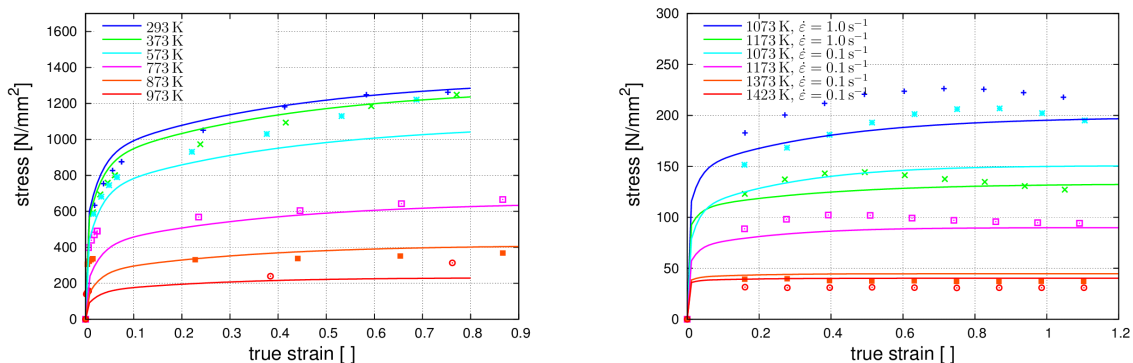 1600
1400
1200
1000
800
600
400
200
0
stress [N/mm²]
293 K
373 K
573 K
773 K
873 K
973 K
0 0.1 0.2 0.3 0.4 0.5 0.6 0.7 0.8 0.9
true strain [ ]
300
250
200
150
100
50
0
stress [N/mm²]
1073 K, ε̇ = 1.0 s⁻¹
1173 K, ε̇ = 1.0 s⁻¹
1073 K, ε̇ = 0.1 s⁻¹
1173 K, ε̇ = 0.1 s⁻¹
1373 K, ε̇ = 0.1 s⁻¹
1423 K, ε̇ = 0.1 s⁻¹
0 0.2 0.4 0.6 0.8 1 1.2
true strain [ ]